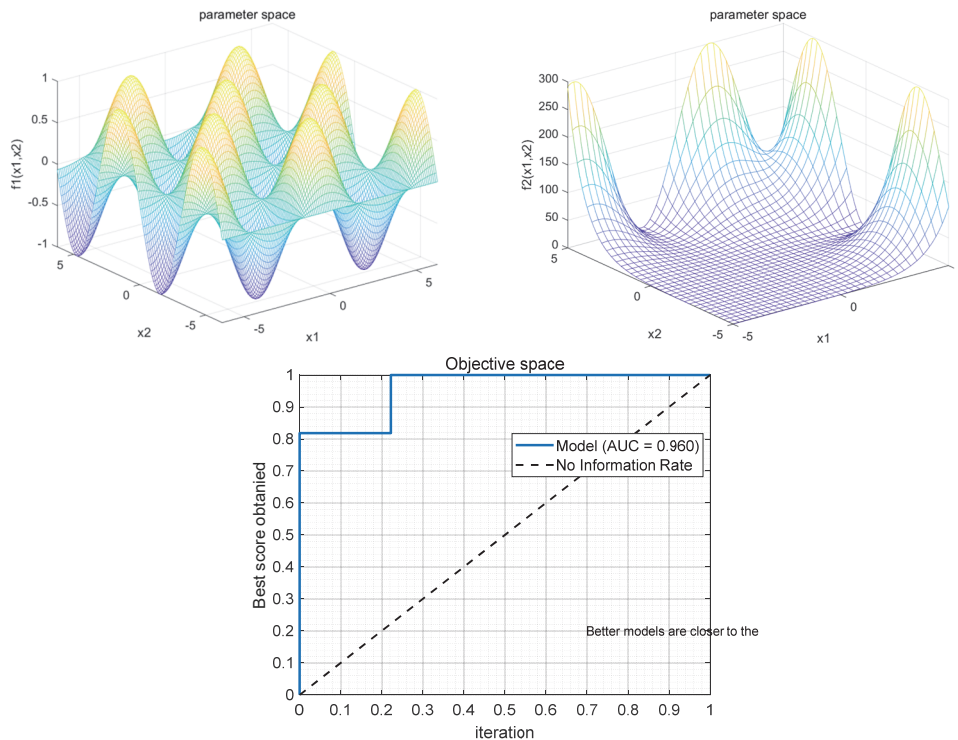 parameter space
f1(x1,x2)
1
0.5
0
-0.5
-1
5
0
-5
x2
-5
0
5
x1
parameter space
f2(x1,x2)
300
250
200
150
100
50
0
5
0
-5
x2
-5
0
x1
Objective space
Best score obtanied
1
0.9
0.8
0.7
0.6
0.5
0.4
0.3
0.2
0.1
0
Model (AUC = 0.960)
No Information Rate
Better models are closer to the
0 0.1 0.2 0.3 0.4 0.5 0.6 0.7 0.8 0.9 1
iteration